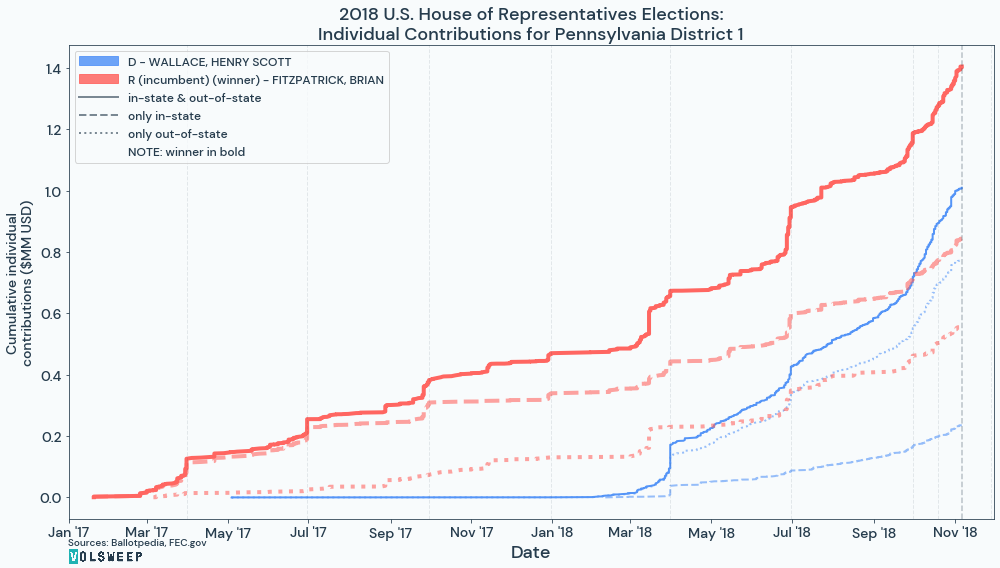 2018 U.S. House of Representatives Elections:
Individual Contributions for Pennsylvania District 1
D – WALLACE, HENRY SCOTT
R (incumbent) (winner) – FITZPATRICK, BRIAN
in-state & out-of-state
only in-state
only out-of-state
NOTE: winner in bold
Cumulative individual
contributions ($MM USD)
1.4
1.2
1.0
0.8
0.6
0.4
0.2
0.0
Jan '17 Mar '17 May '17 Jul '17 Sep '17 Nov '17 Jan '18 Mar '18 May '18 Jul '18 Sep '18 Nov '18
Date
Sources: Ballotpedia, FEC.gov
VOLSWEEP